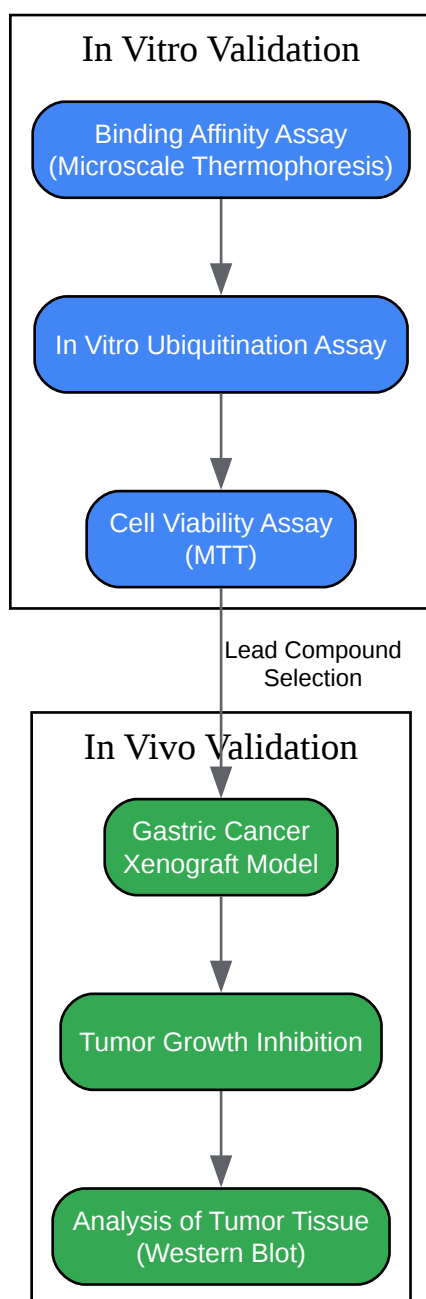 In Vitro Validation
Binding Affinity Assay
(Microscale Thermophoresis)
In Vitro Ubiquitination Assay
Cell Viability Assay
(MTT)
Lead Compound
Selection
In Vivo Validation
Gastric Cancer
Xenograft Model
Tumor Growth Inhibition
Analysis of Tumor Tissue
(Western Blot)